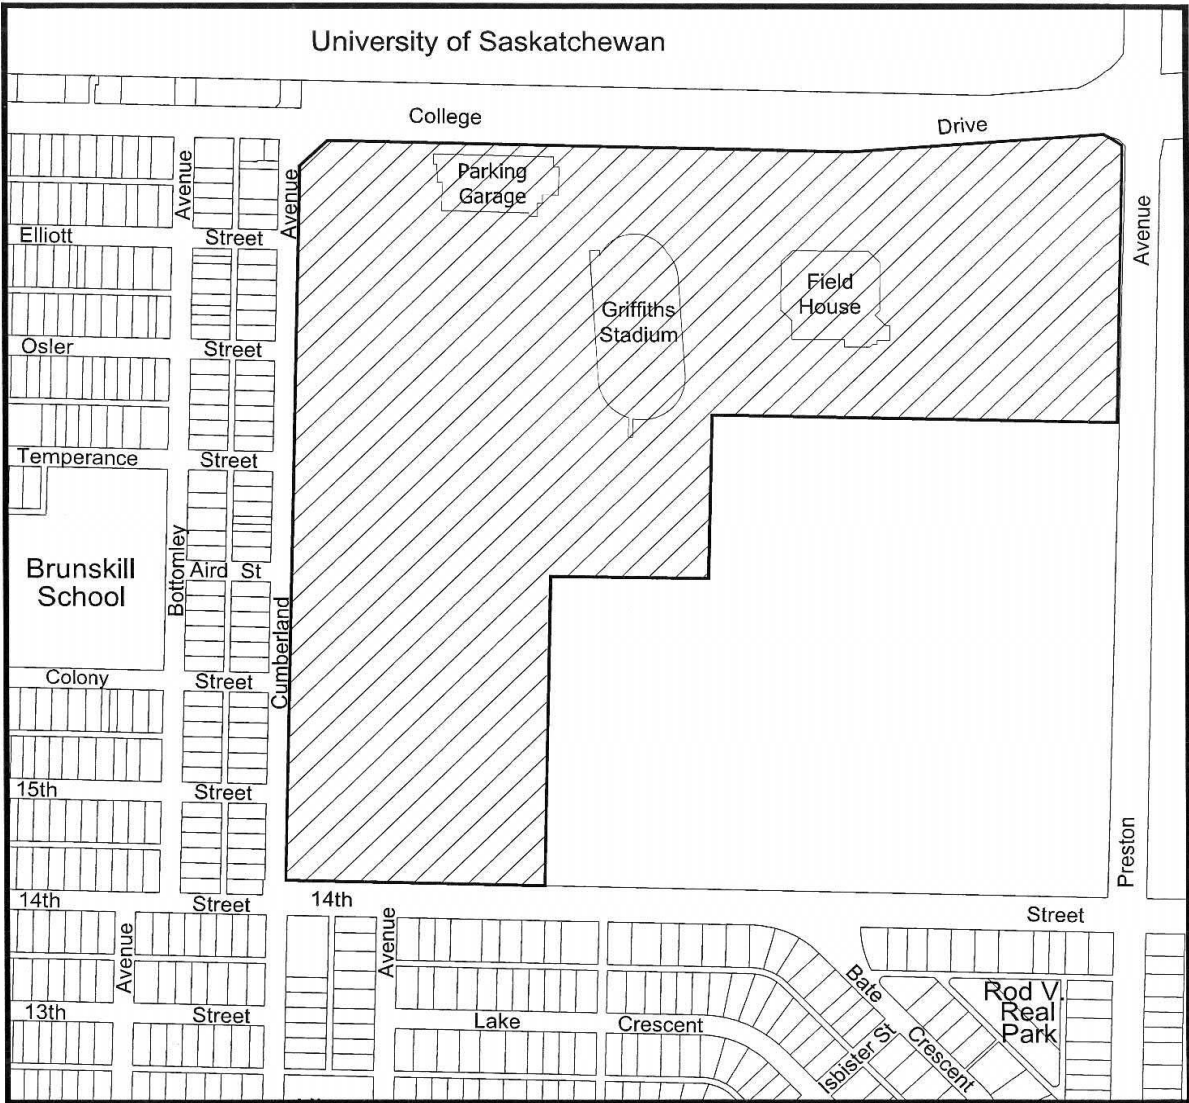 University of Saskatchewan
College
Drive
Parking
Garage
Avenue
Avenue
Avenue
Elliott
Street
Griffiths
Stadium
Field
House
Osler
Street
Temperance
Street
Brunskill
School
Bottomley
Aird St
Cumberland
Colony
Street
15th
Street
Preston
14th
Street
14th
Street
Avenue
Avenue
13th
Street
Lake
Crescent
Bate
Crescent
Isbister St
Rod V.
Real
Park